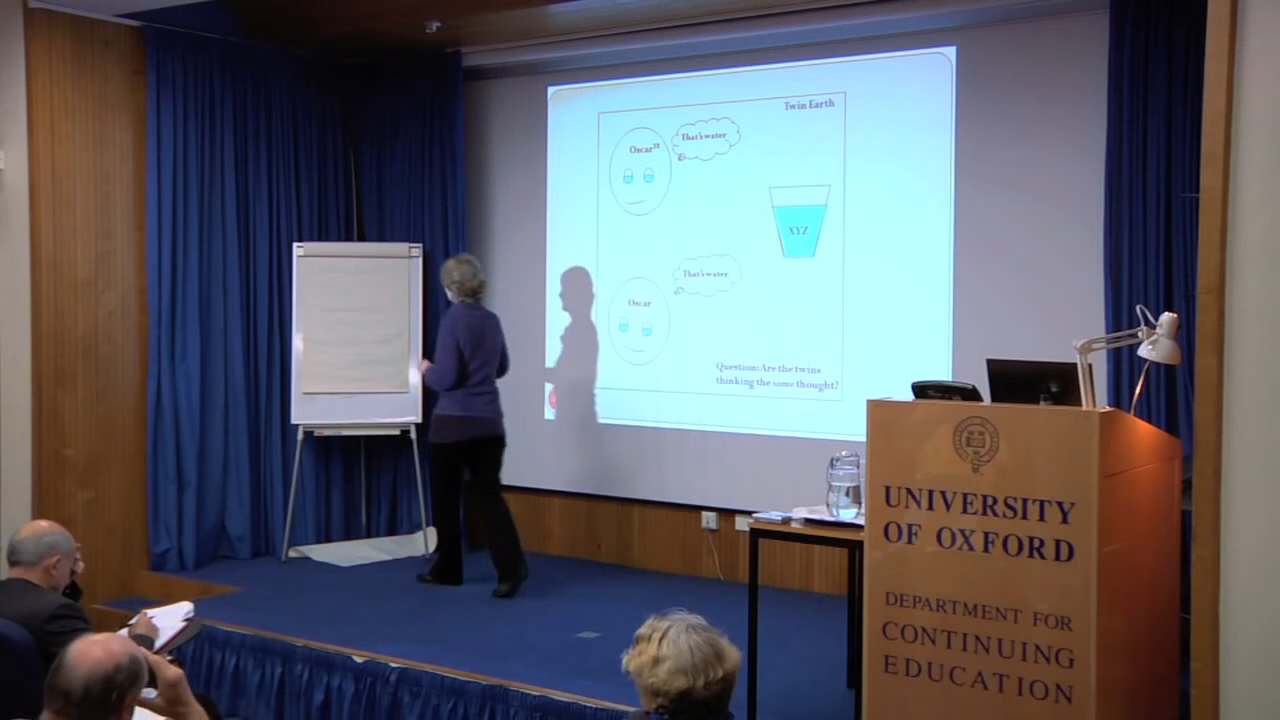 Twin Earth
That's water
Oscar
XYZ
That's water
Oscar
Question: Are the twins
thinking the same thought?
UNIVERSITY
OF OXFORD
DEPARTMENT FOR
CONTINUING
EDUCATION